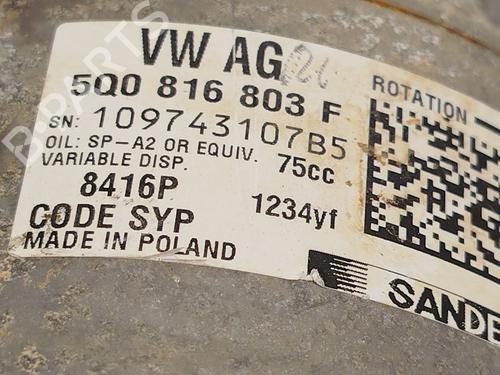 VW AG
5Q0 816 803 F
SN: 109743107B5
OIL: SP-A2 OR EQUIV. 75cc
VARIABLE DISP.
8416P 1234yf
CODE SYP
MADE IN POLAND
ROTATION
SANDE
B-PARTS